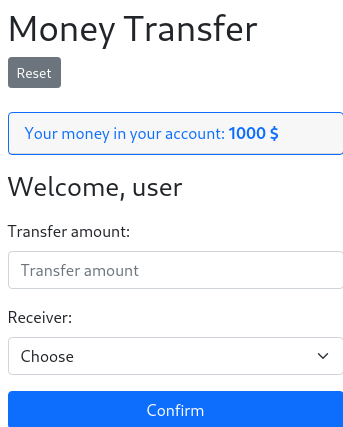 Money Transfer
Reset
Your money in your account: 1000 $
Welcome, user
Transfer amount:
Transfer amount
Receiver:
Choose
Confirm